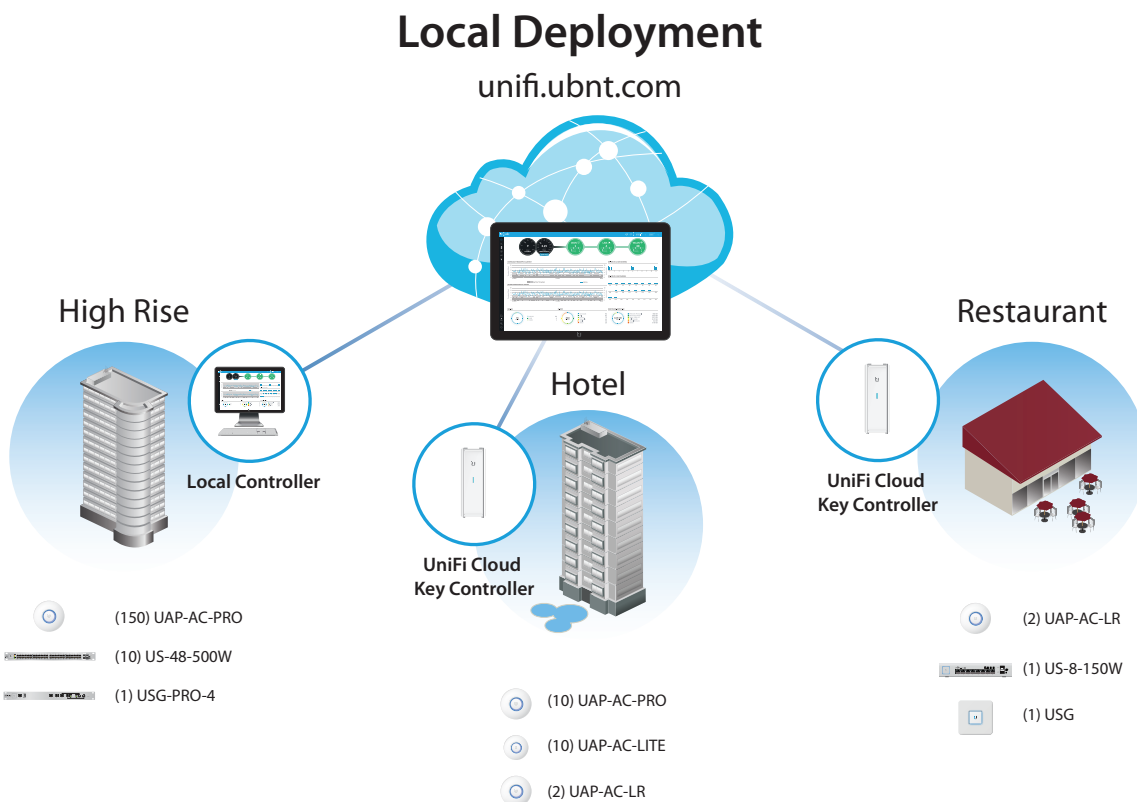 Local Deployment
unifi.ubnt.com
High Rise
Local Controller
(150) UAP-AC-PRO
(10) US-48-500W
(1) USG-PRO-4
Hotel
UniFi Cloud
Key Controller
(10) UAP-AC-PRO
(10) UAP-AC-LITE
(2) UAP-AC-LR
Restaurant
UniFi Cloud
Key Controller
(2) UAP-AC-LR
(1) US-8-150W
(1) USG